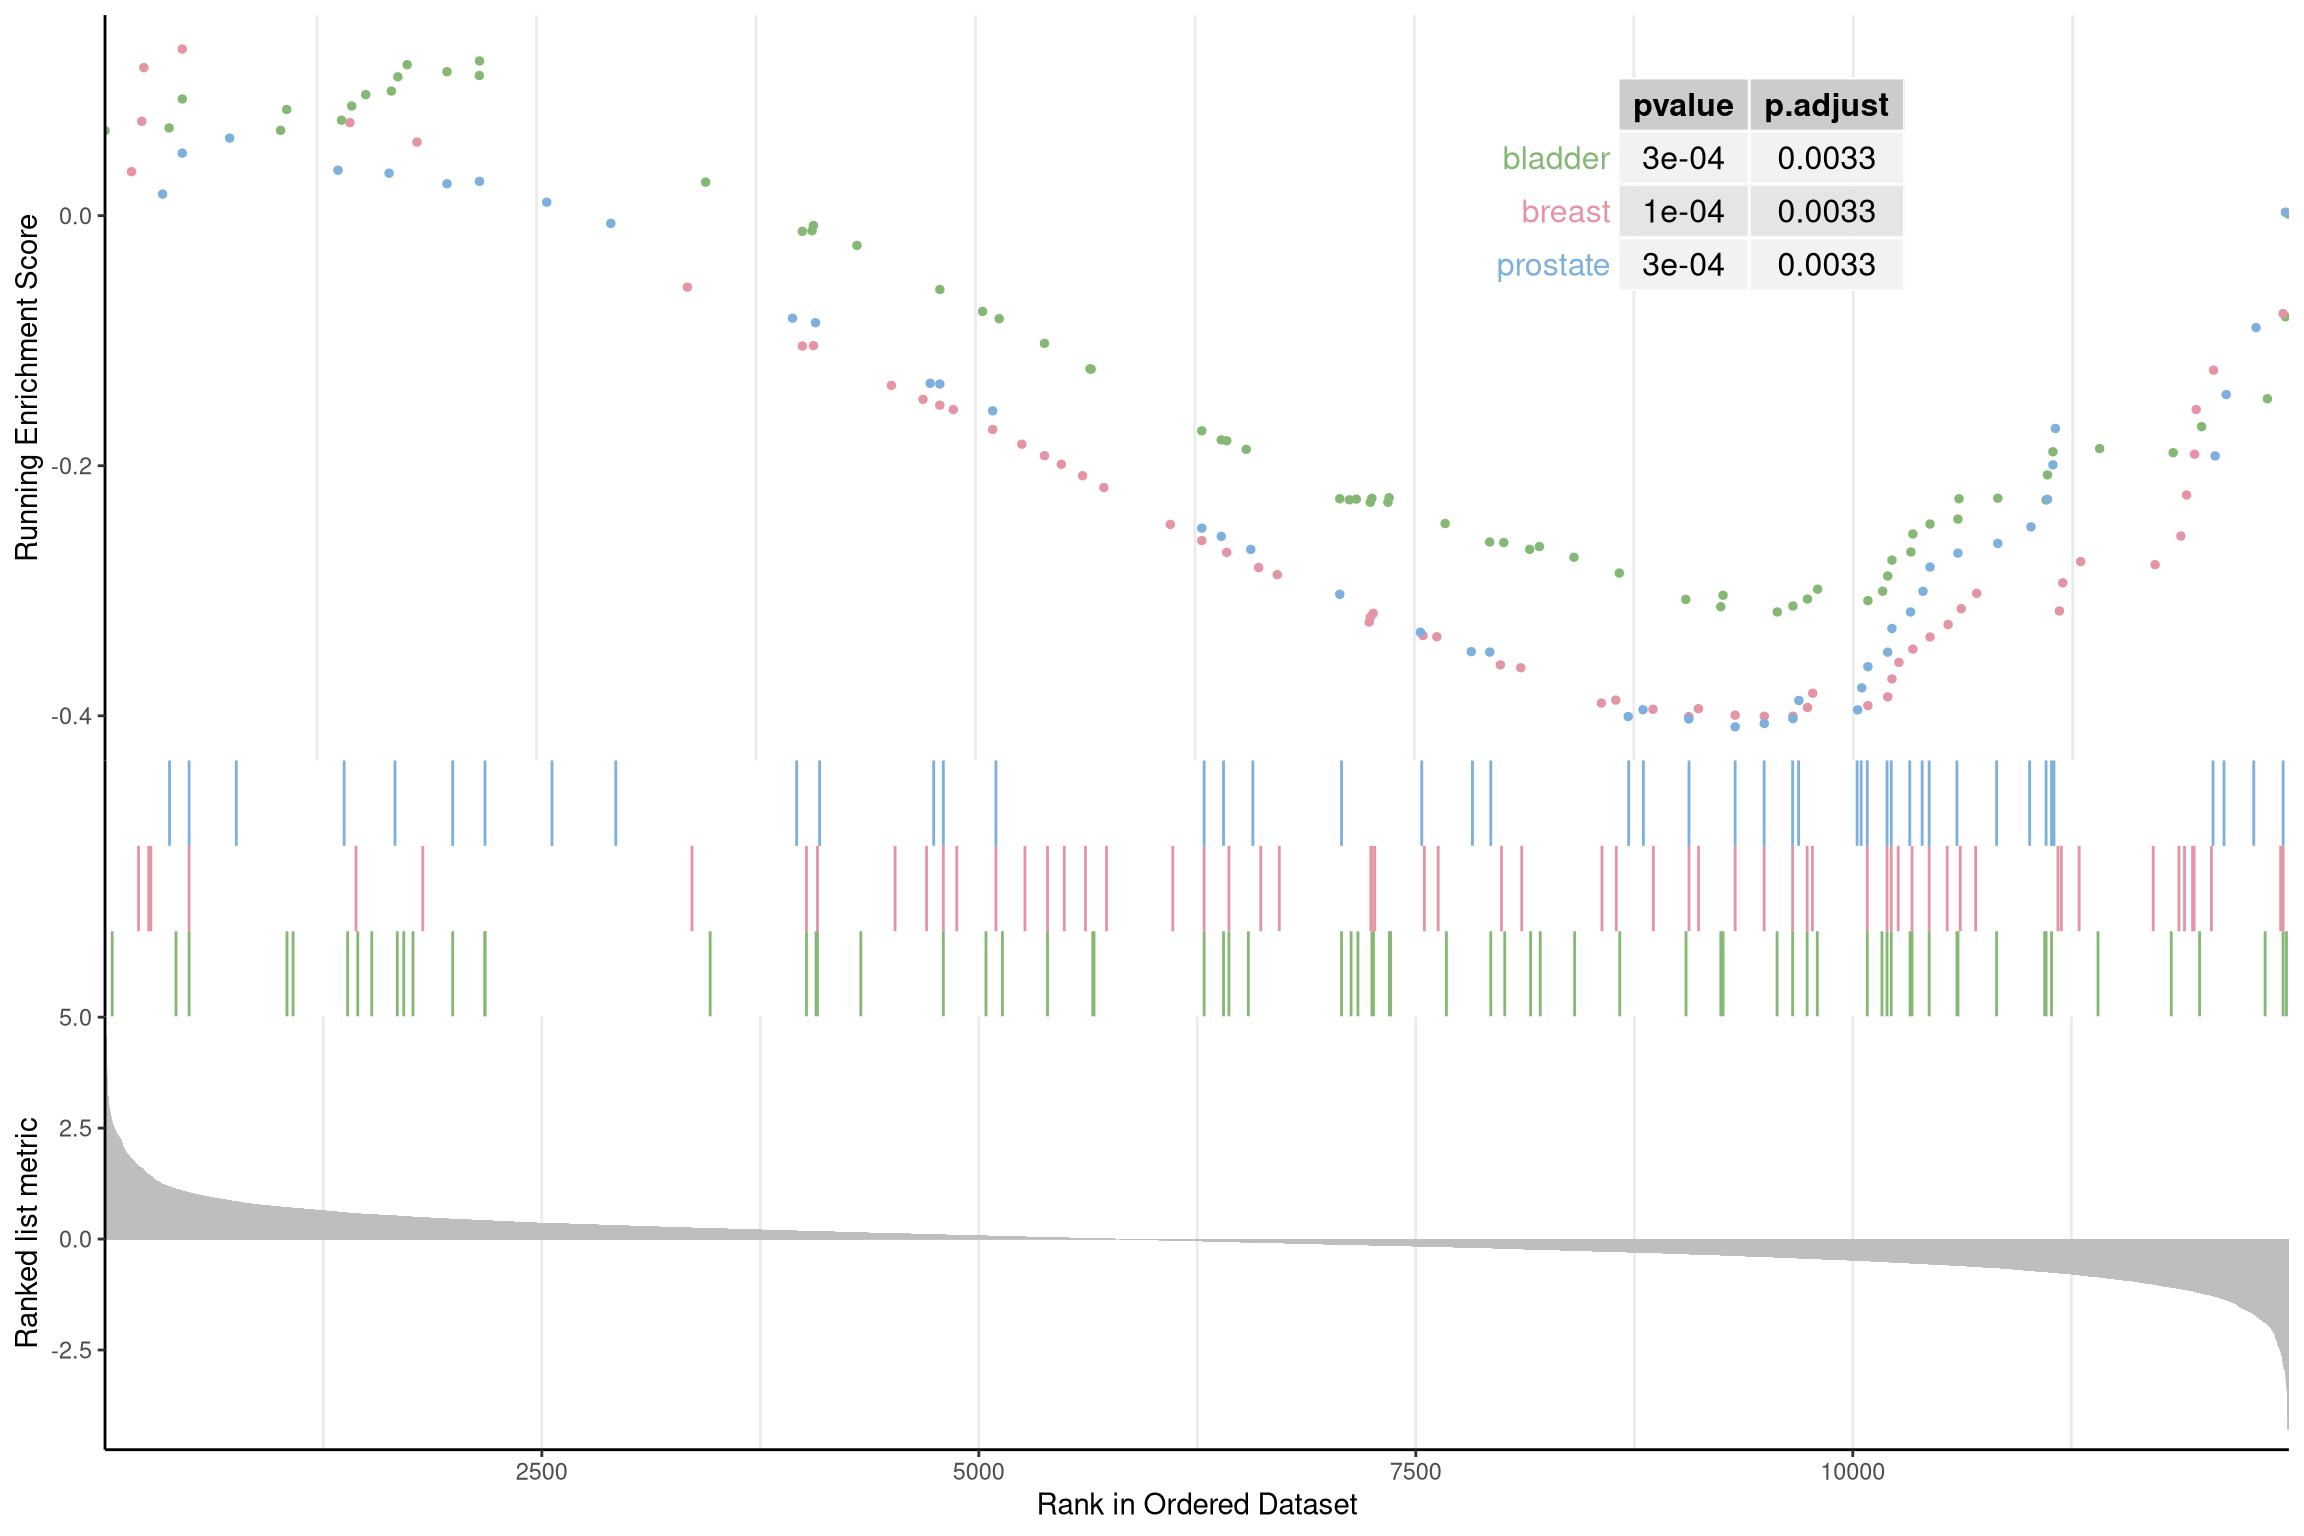 pvalue p.adjust
bladder 3e-04 0.0033
breast 1e-04 0.0033
prostate 3e-04 0.0033
Running Enrichment Score
0.0
-0.2
-0.4
Ranked list metric
5.0
2.5
0.0
-2.5
2500 5000 7500 10000
Rank in Ordered Dataset